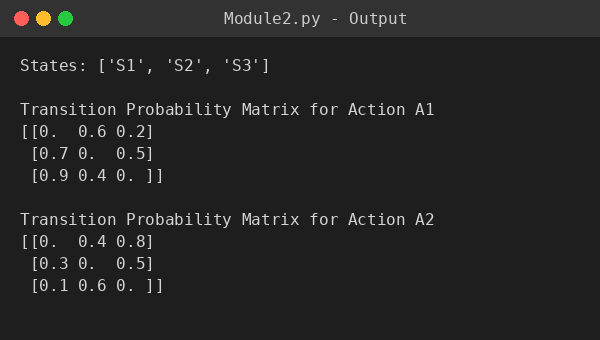 Module2.py - Output
States: ['S1', 'S2', 'S3']
Transition Probability Matrix for Action A1
[[0.  0.6 0.2]
 [0.7 0.  0.5]
 [0.9 0.4 0. ]]
Transition Probability Matrix for Action A2
[[0.  0.4 0.8]
 [0.3 0.  0.5]
 [0.1 0.6 0. ]]